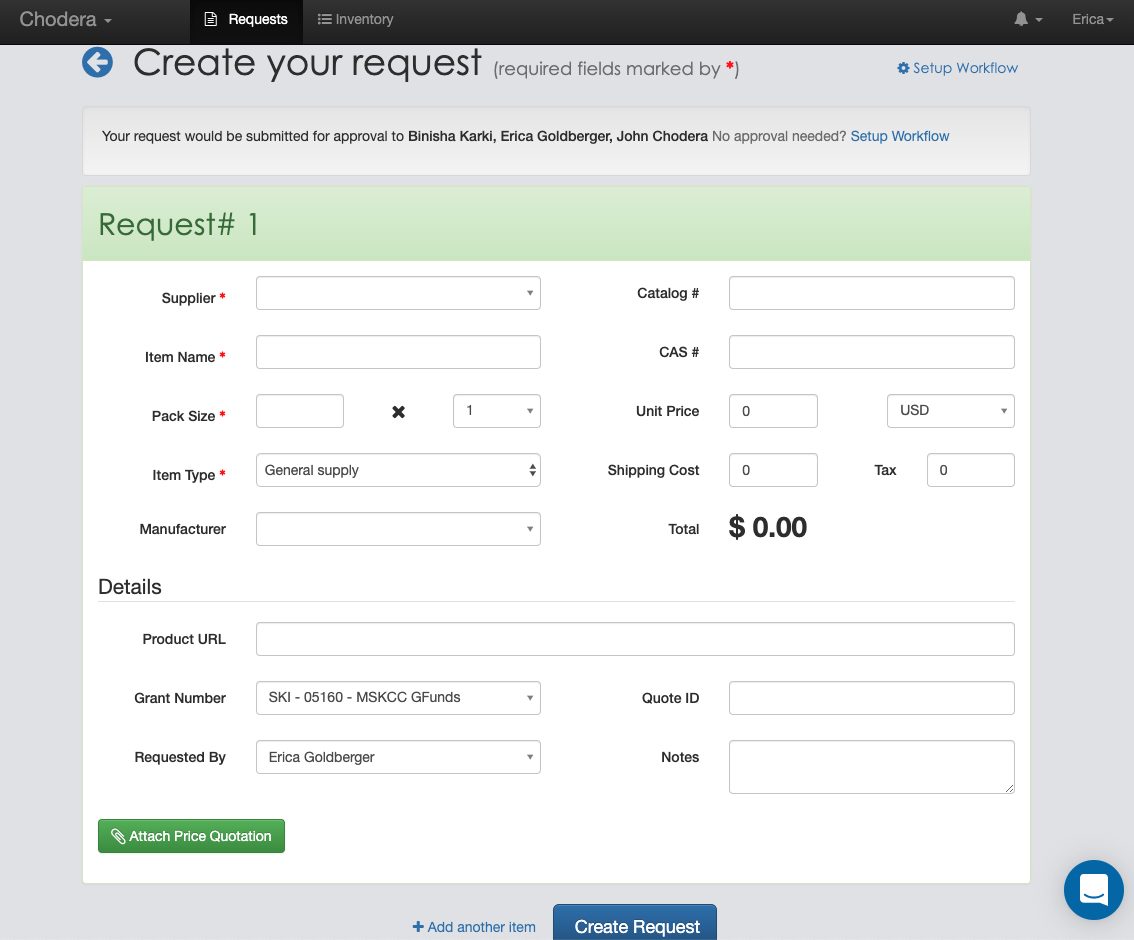 Chodera Requests Inventory Erica
Create your request (required fields marked by *) Setup Workflow
Your request would be submitted for approval to Binisha Karki, Erica Goldberger, John Chodera No approval needed? Setup Workflow
Request# 1
Supplier * Catalog #
Item Name * CAS #
Pack Size * ✖ 1 Unit Price 0 USD
Item Type * General supply Shipping Cost 0 Tax 0
Manufacturer Total $ 0.00
Details
Product URL
Grant Number SKI - 05160 - MSKCC GFunds Quote ID
Requested By Erica Goldberger Notes
Attach Price Quotation
+ Add another item Create Request